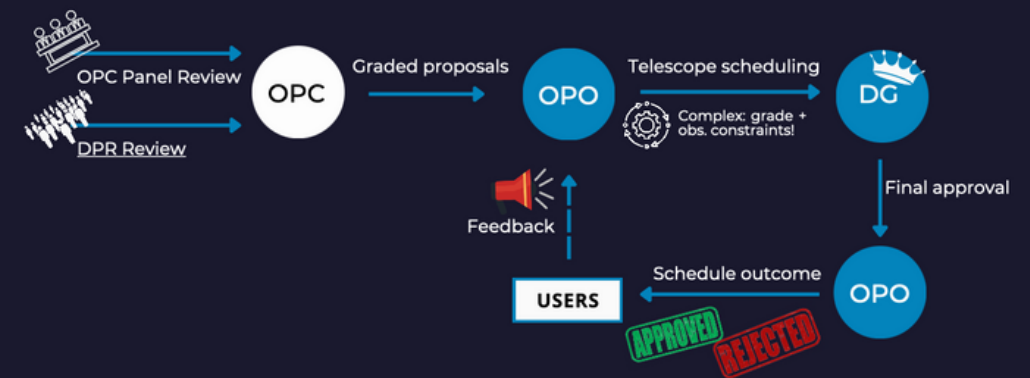 OPC Panel Review
DPR Review
OPC
Graded proposals
OPO
Telescope scheduling
Complex: grade +
obs. constraints!
DG
Final approval
OPO
Schedule outcome
APPROVED
REJECTED
USERS
Feedback